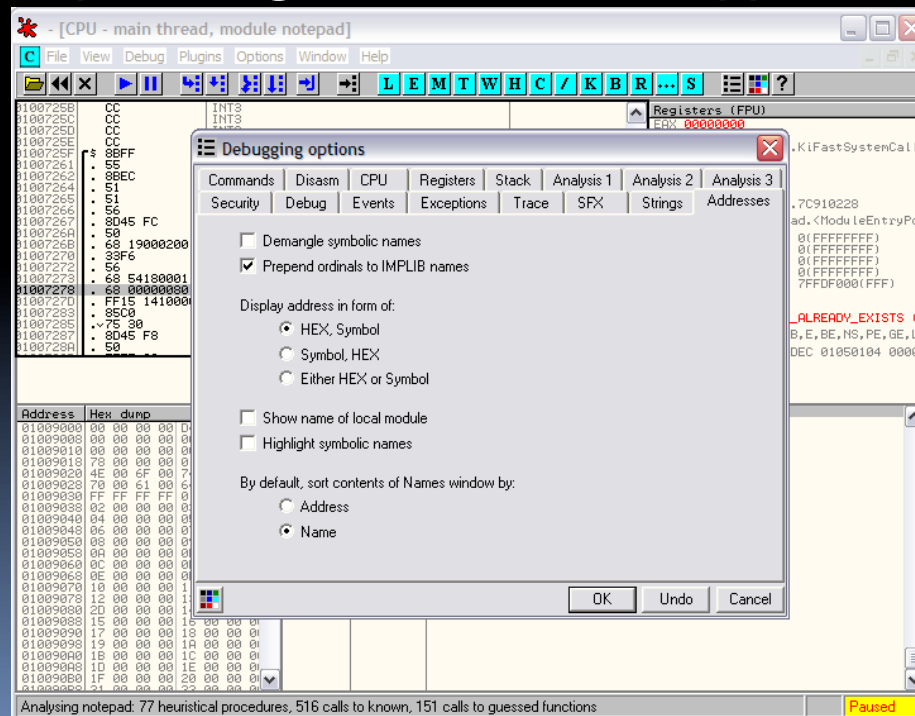 - [CPU - main thread, module notepad]
C File View Debug Plugins Options Window Help
L E M T W H C / K B R ... S ?
0100725B CC INT3
0100725C CC INT3
0100725D CC
0100725E CC
0100725F $ 8BFF
01007261 . 55
01007262 . 8BEC
01007264 . 51
01007265 . 51
01007266 . 56
01007267 . 8D45 FC
0100726A . 50
0100726B . 68 19000200
01007270 . 33F6
01007272 . 56
01007273 . 68 54180001
01007278 . 68 00000080
0100727D . FF15 141000
01007283 . 85C0
01007285 . 75 30
01007287 . 8D45 F8
0100728A . 50
Registers (FPU)
EAX 00000000
.KiFastSystemCal
.7C910228
ad.<ModuleEntryPo
0(FFFFFFFF)
0(FFFFFFFF)
0(FFFFFFFF)
0(FFFFFFFF)
7FFDF000(FFF)
_ALREADY_EXISTS
B,E,BE,NS,PE,GE,L
DEC 01050104 0000
Debugging options
Commands Disasm CPU Registers Stack Analysis 1 Analysis 2 Analysis 3
Security Debug Events Exceptions Trace SFX Strings Addresses
Demangle symbolic names
Prepend ordinals to IMPLIB names
Display address in form of:
HEX, Symbol
Symbol, HEX
Either HEX or Symbol
Show name of local module
Highlight symbolic names
By default, sort contents of Names window by:
Address
Name
OK Undo Cancel
Address Hex dump
01009000 00 00 00 00
01009008 00 00 00 00
01009010 00 00 00 00
01009018 78 00 00 00
01009020 4E 00 6F 00
01009028 70 00 61 00
01009030 FF FF FF FF
01009038 02 00 00 00
01009040 04 00 00 00
01009048 06 00 00 00
01009050 08 00 00 00
01009058 0A 00 00 00
01009060 0C 00 00 00
01009068 0E 00 00 00
01009070 10 00 00 00
01009078 12 00 00 00
01009080 2D 00 00 00
01009088 15 00 00 00 16 00 00
01009090 17 00 00 00 18 00 00
01009098 19 00 00 00 1A 00 00
010090A0 1B 00 00 00 1C 00 00
010090A8 1D 00 00 00 1E 00 00
010090B0 1F 00 00 00 20 00 00
Analysing notepad: 77 heuristical procedures, 516 calls to known, 151 calls to guessed functions
Paused